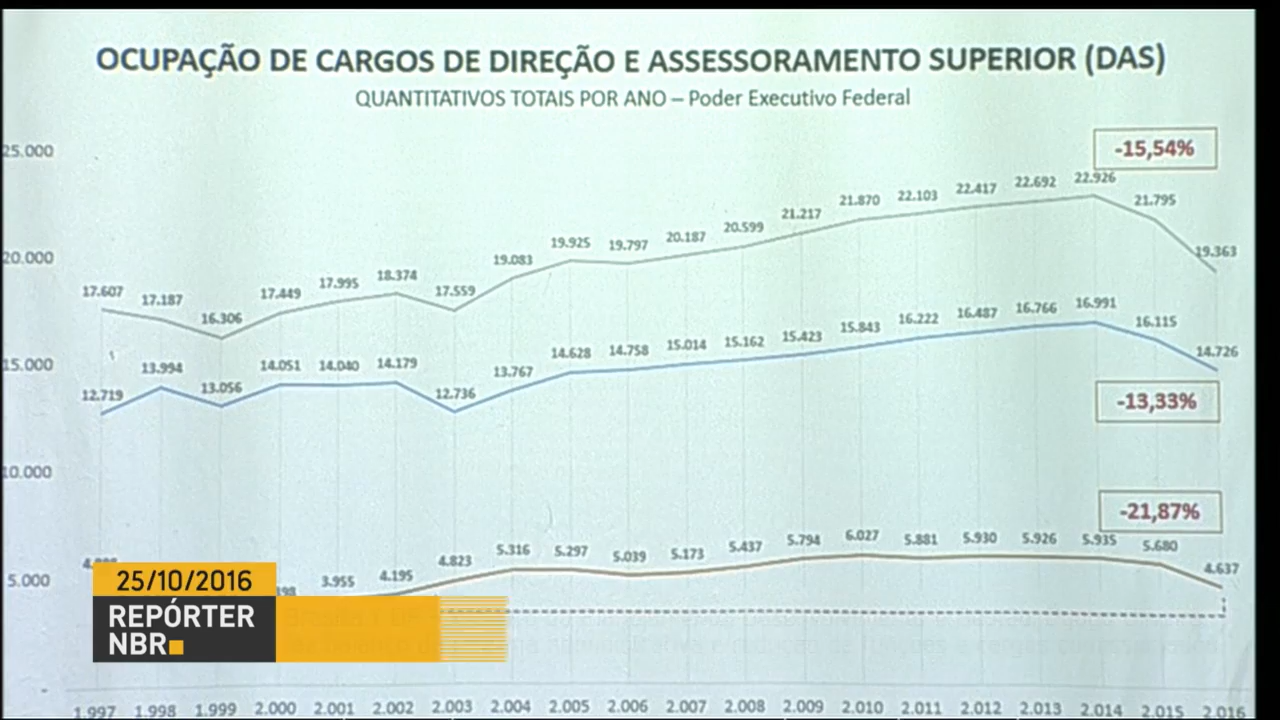 OCUPAÇÃO DE CARGOS DE DIREÇÃO E ASSESSORAMENTO SUPERIOR (DAS)
QUANTITATIVOS TOTAIS POR ANO – Poder Executivo Federal
25.000
-15,54%
17.607 17.187 16.306 17.449 17.995 18.374 17.559 19.083 19.925 19.797 20.187 20.599 21.217 21.870 22.103 22.417 22.692 22.926 21.795 19.363
20.000
12.719 13.994 13.056 14.051 14.040 14.179 12.736 13.767 14.628 14.758 15.014 15.162 15.423 15.843 16.222 16.487 16.766 16.991 16.115 14.726
15.000
-13,33%
10.000
-21,87%
3.955 4.195 4.823 5.316 5.297 5.039 5.173 5.437 5.794 6.027 5.881 5.930 5.926 5.935 5.680 4.637
5.000
25/10/2016
REPÓRTER
NBR
-
1.997 1.998 1.999 2.000 2.001 2.002 2.003 2.004 2.005 2.006 2.007 2.008 2.009 2.010 2.011 2.012 2.013 2.014 2.015 2.016